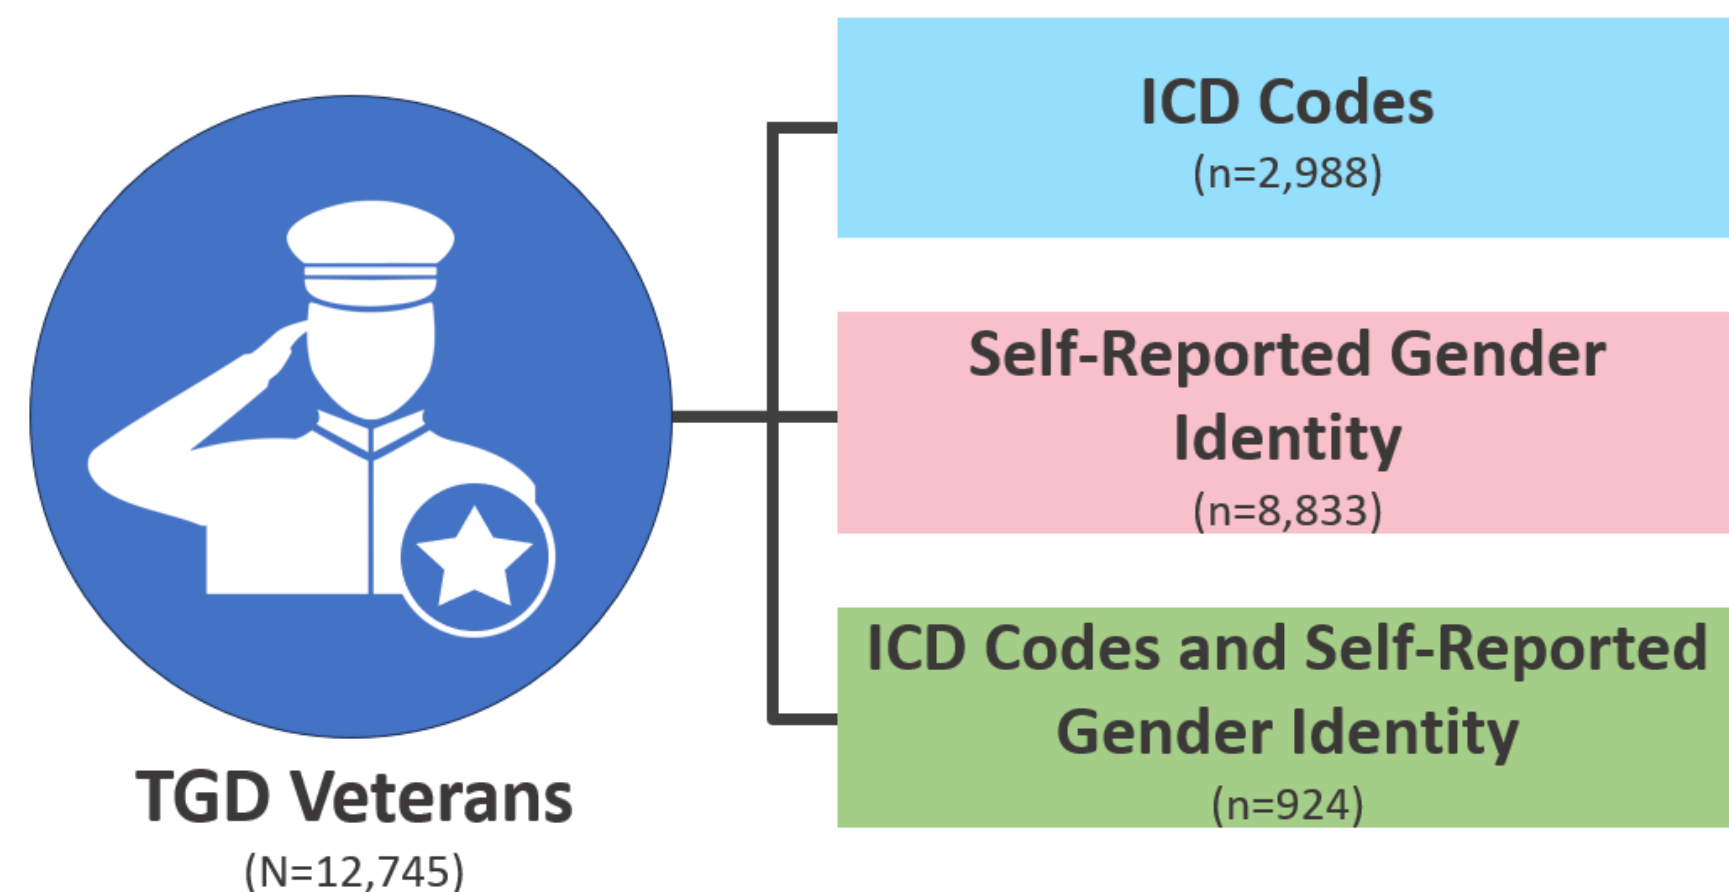 ICD Codes
(n=2,988)
Self-Reported Gender
Identity
(n=8,833)
ICD Codes and Self-Reported
Gender Identity
(n=924)
TGD Veterans
(N=12,745)